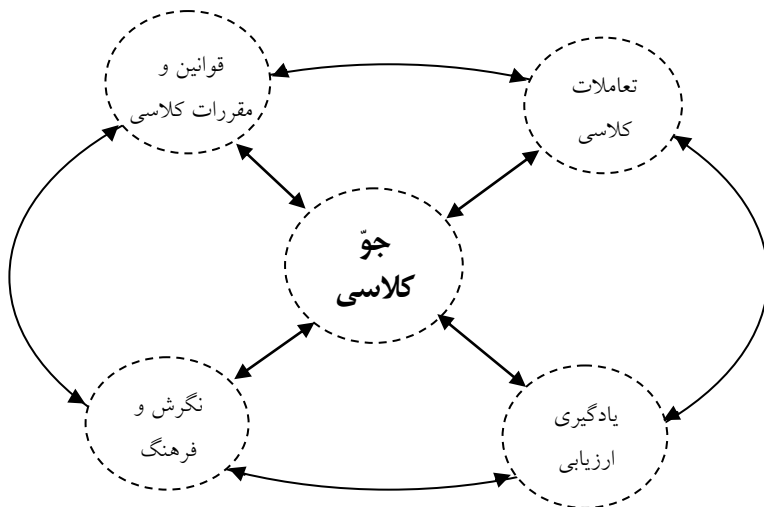 تعاملات
کلاسی
قوانین و
مقررات کلاسی
جوّ
کلاسی
یادگیری
ارزیابی
نگرش و
فرهنگ